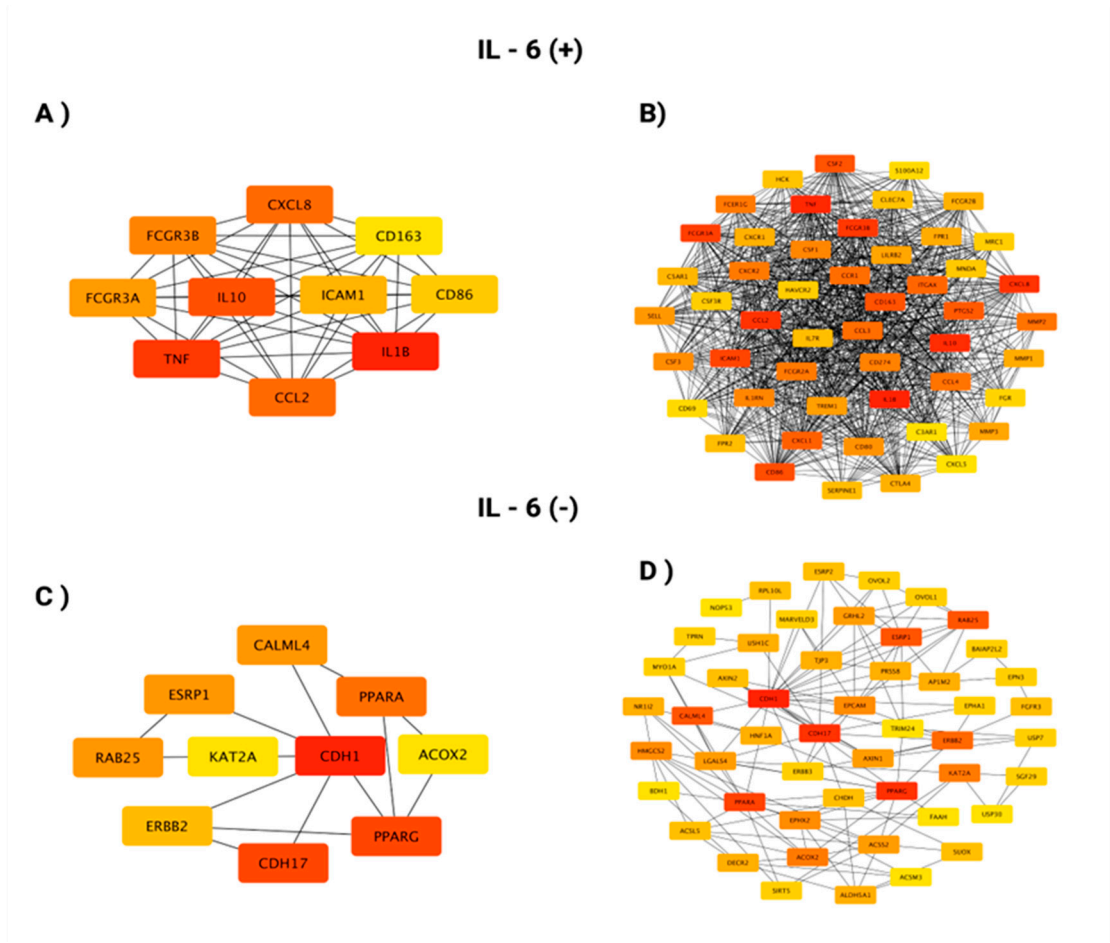 IL - 6 (+)
A )
B)
CXCL8
FCGR3B
CD163
FCGR3A
IL10
ICAM1
CD86
TNF
IL1B
CCL2
CSF2
HCK
S100A12
FCER1G
TNF
CLEC7A
FCGR2B
FCGR3A
CXCR1
FCGR3B
FPR1
MRC1
CSF1
LILRB2
CSAR1
CXCR2
CCR1
MNDA
CSF3R
HAVCR2
ITGAX
CXCL8
CD163
SELL
CCL2
PTGS2
MMP2
IL7R
CCL3
IL10
CSF3
ICAM1
FCGR2A
CD274
MMP1
CCL4
IL1RN
TREM1
IL1B
FGR
CD69
FPR2
CXCL1
CD80
C3AR1
MMP3
CD86
CXCL5
SERPINE1
CTLA4
IL - 6 (-)
C )
D )
CALML4
ESRP1
PPARA
RAB25
KAT2A
CDH1
ACOX2
ERBB2
PPARG
CDH17
ESRP2
OVOL2
RPL10L
OVOL1
NOP53
MARVELD3
GRHL2
RAB25
TPRN
USH1C
ESRP1
BAIAP2L2
MYO1A
TJP3
PRSS8
EPN3
AXIN2
AP1M2
CDH1
NR1I2
CALML4
EPCAM
EPHA1
FGFR3
HNF1A
CDH17
TRIM24
ERBB2
USP7
HMGCS2
LGALS4
AXIN1
ERBB3
KAT2A
SGF29
BDH1
PPARA
CHDH
PPARG
USP30
EPHX2
FAAH
ACSL5
ACSS2
DECR2
ACOX2
SUOX
SIRT5
ACSM3
ALDH5A1